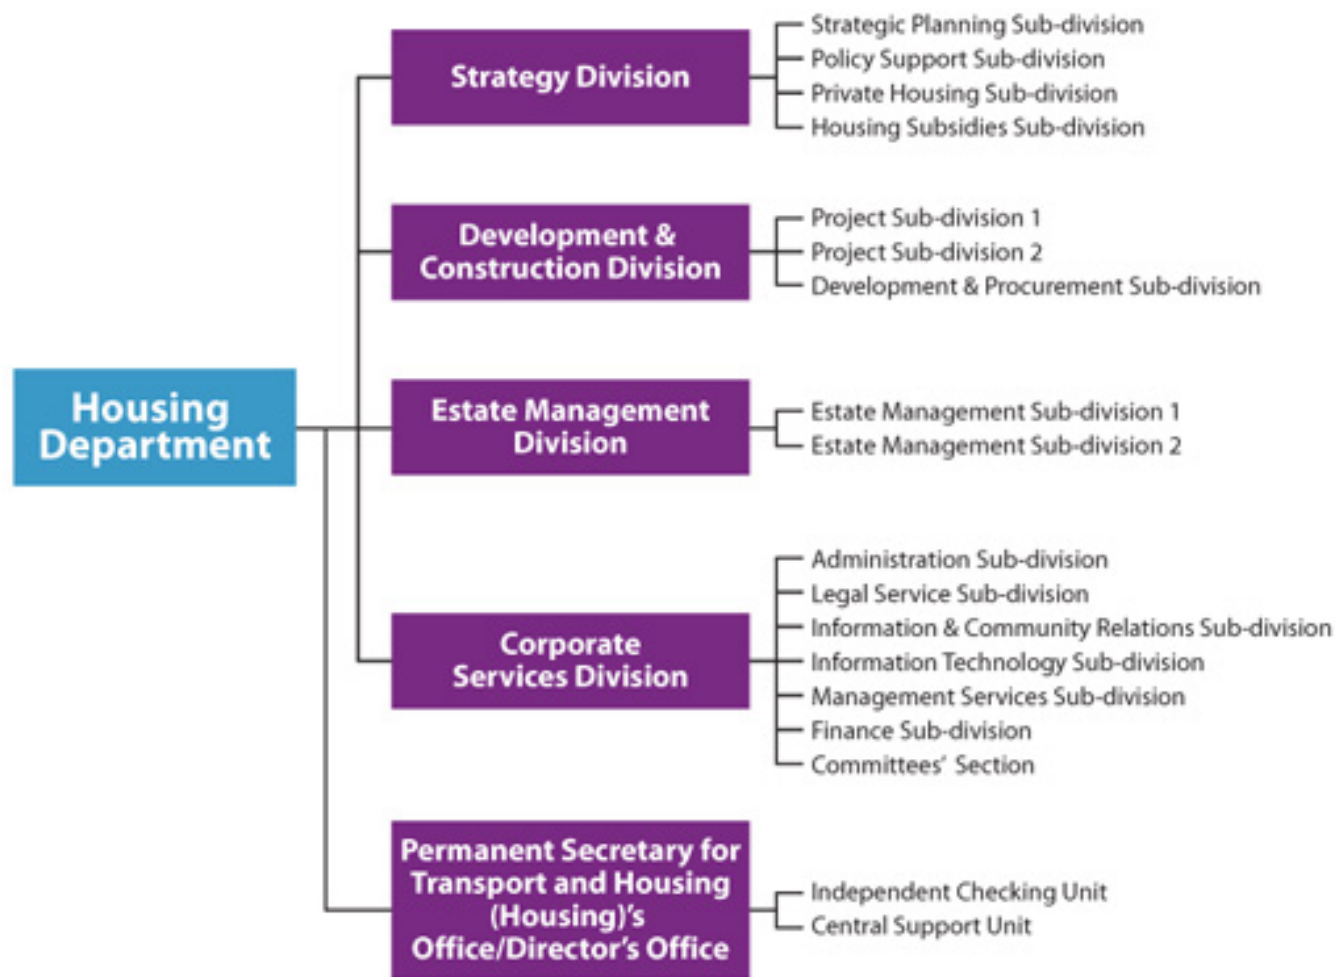 Housing
Department
Strategy Division
Strategic Planning Sub-division
Policy Support Sub-division
Private Housing Sub-division
Housing Subsidies Sub-division
Development &
Construction Division
Project Sub-division 1
Project Sub-division 2
Development & Procurement Sub-division
Estate Management
Division
Estate Management Sub-division 1
Estate Management Sub-division 2
Corporate
Services Division
Administration Sub-division
Legal Service Sub-division
Information & Community Relations Sub-division
Information Technology Sub-division
Management Services Sub-division
Finance Sub-division
Committees’ Section
Permanent Secretary for
Transport and Housing
(Housing)’s
Office/Director’s Office
Independent Checking Unit
Central Support Unit